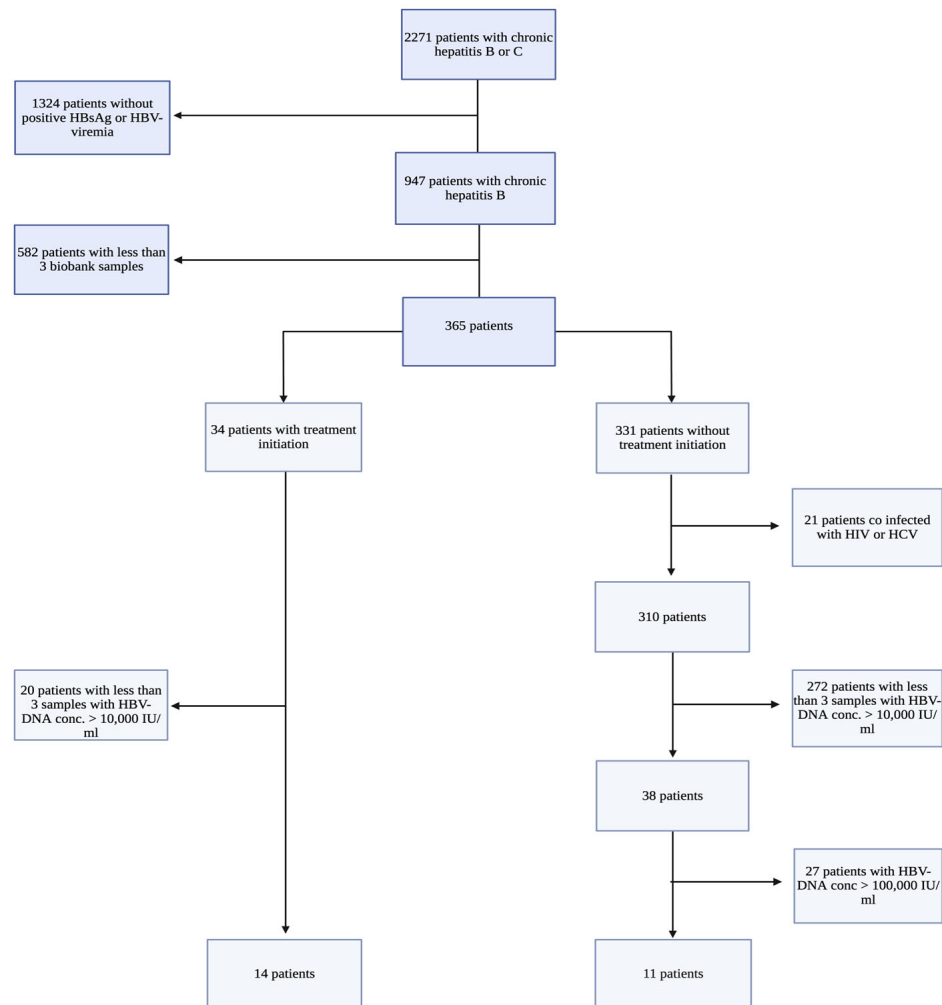 2271 patients with chronic
hepatitis B or C
1324 patients without
positive HBsAg or HBV-
viremia
947 patients with chronic
hepatitis B
582 patients with less than
3 biobank samples
365 patients
34 patients with treatment
initiation
331 patients without
treatment initiation
21 patients co infected
with HIV or HCV
310 patients
20 patients with less than
3 samples with HBV-
DNA conc. > 10,000 IU/
ml
272 patients with less
than 3 samples with HBV-
DNA conc. > 10,000 IU/
ml
38 patients
27 patients with HBV-
DNA conc > 100,000 IU/
ml
14 patients
11 patients